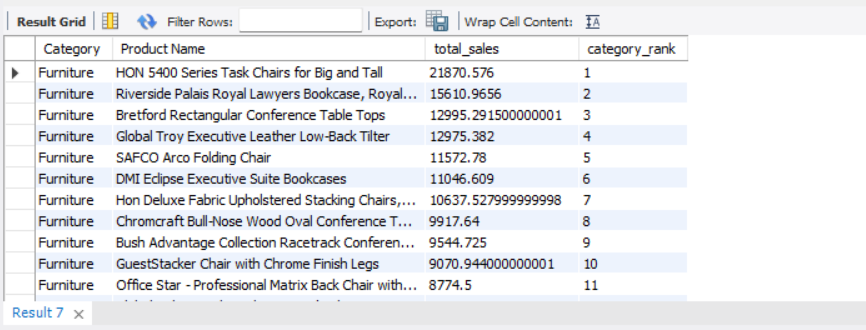 Result Grid Filter Rows: Export: Wrap Cell Content: IA
Category Product Name total_sales category_rank
Furniture HON 5400 Series Task Chairs for Big and Tall 21870.576 1
Furniture Riverside Palais Royal Lawyers Bookcase, Royal... 15610.9656 2
Furniture Bretford Rectangular Conference Table Tops 12995.291500000001 3
Furniture Global Troy Executive Leather Low-Back Tilter 12975.382 4
Furniture SAFCO Arco Folding Chair 11572.78 5
Furniture DMI Eclipse Executive Suite Bookcases 11046.609 6
Furniture Hon Deluxe Fabric Upholstered Stacking Chairs,... 10637.527999999998 7
Furniture Chromcraft Bull-Nose Wood Oval Conference T... 9917.64 8
Furniture Bush Advantage Collection Racetrack Conferen... 9544.725 9
Furniture GuestStacker Chair with Chrome Finish Legs 9070.944000000001 10
Furniture Office Star - Professional Matrix Back Chair with... 8774.5 11
Result 7